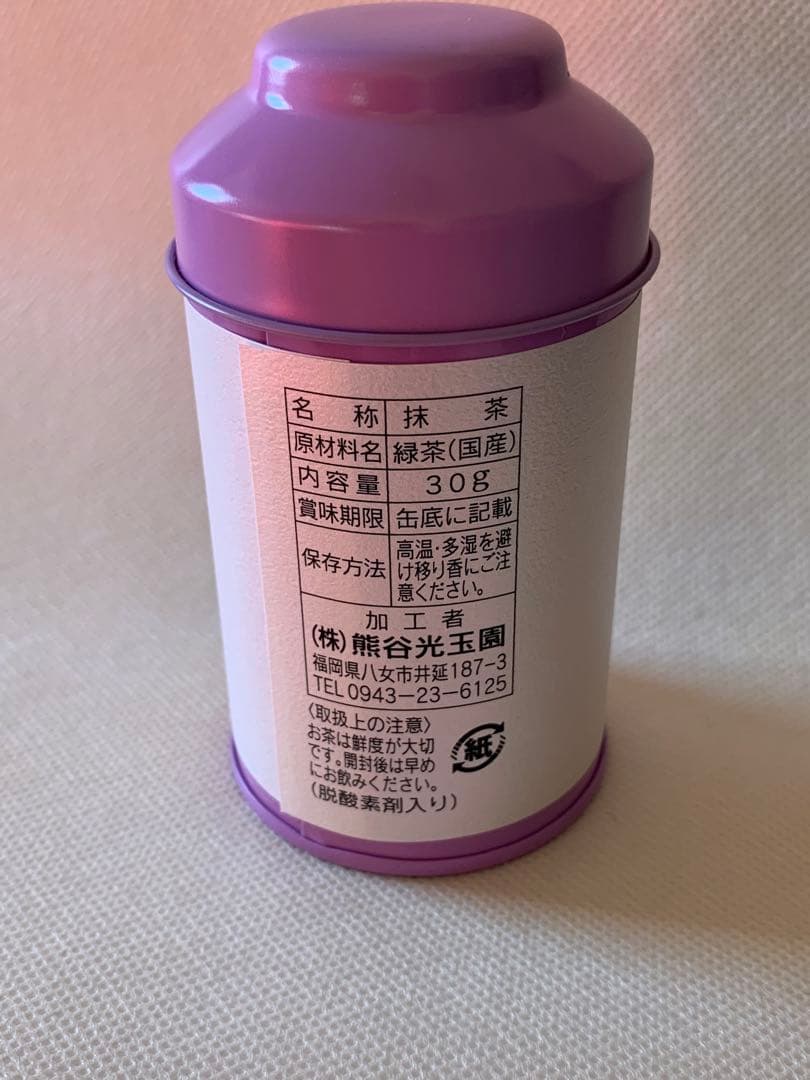 名称 抹茶
原材料名 緑茶(国産)
内容量 30g
賞味期限 缶底に記載
保存方法 高温・多湿を避
け移り香にご注
意ください。
加工者
(株)熊谷光玉園
福岡県八女市井延187-3
TEL 0943-23-6125
〈取扱上の注意〉
お茶は鮮度が大切
です。開封後は早め
にお飲みください。
(脱酸素剤入り)
紙